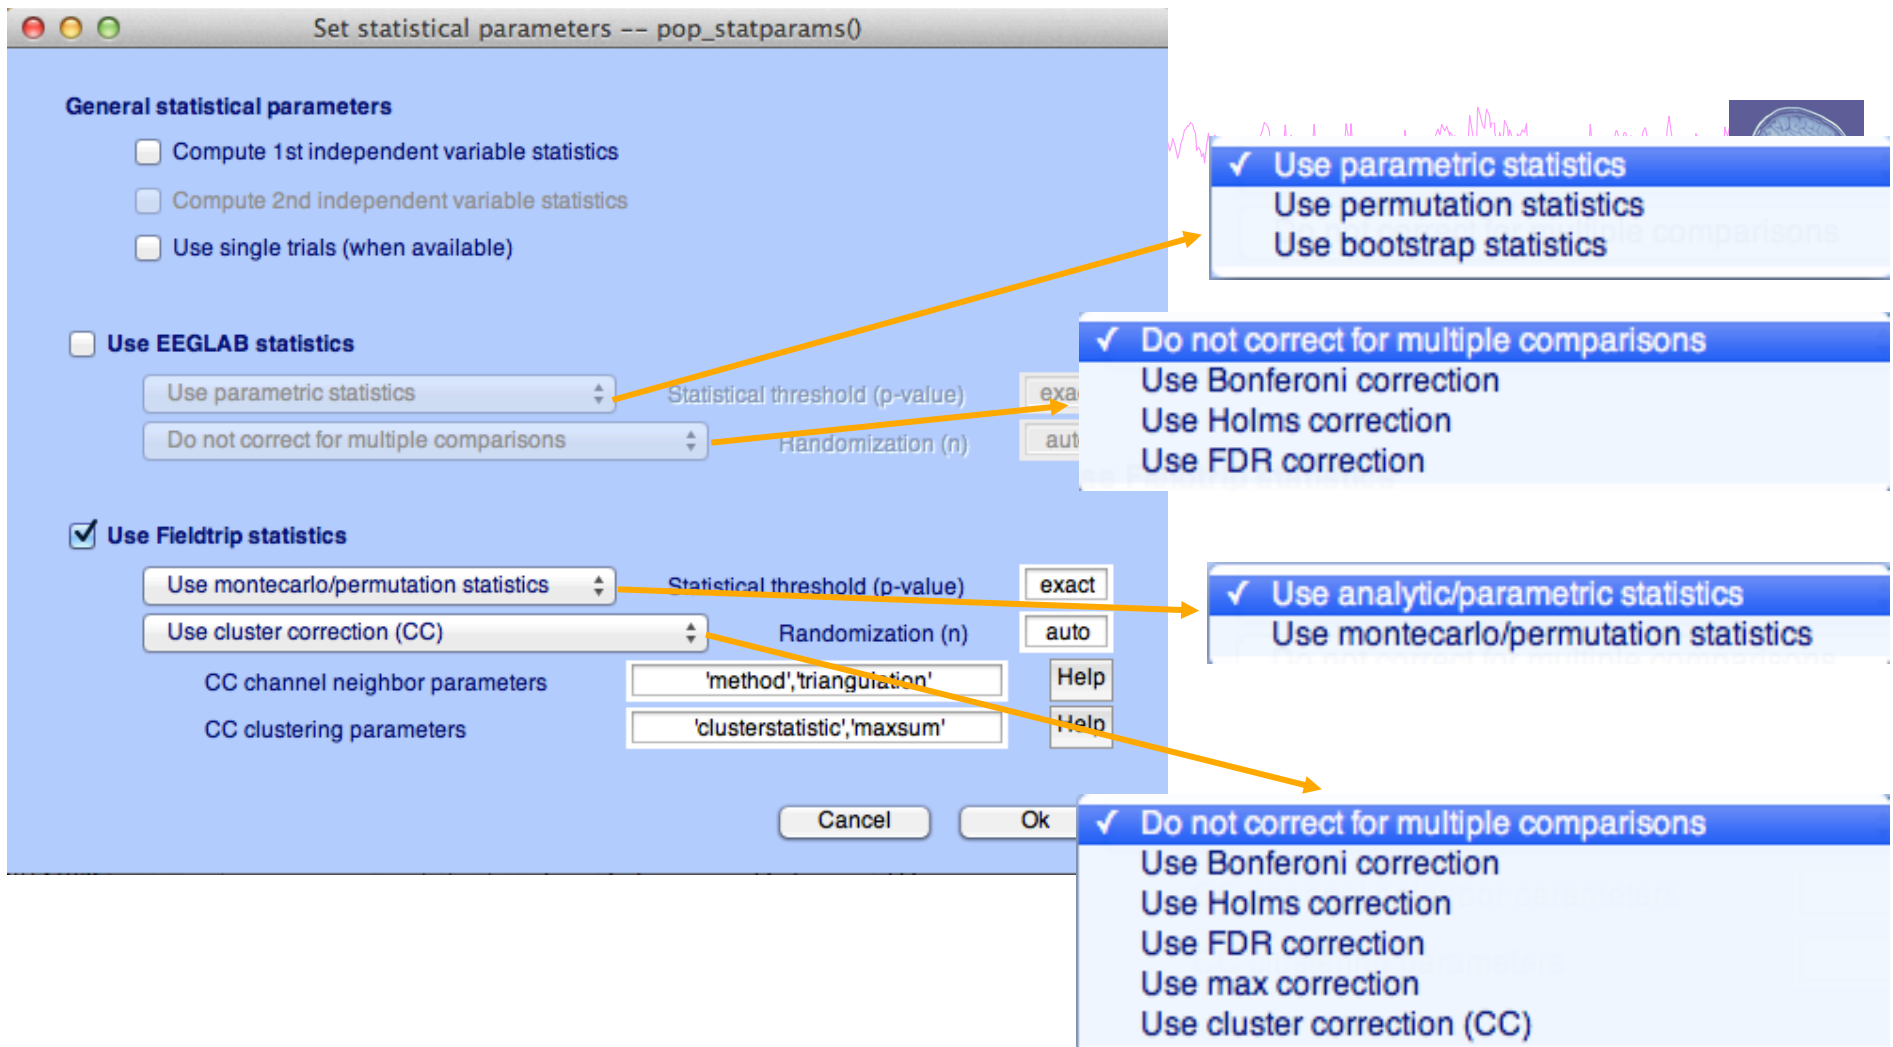 Set statistical parameters -- pop_statparams()
General statistical parameters
Compute 1st independent variable statistics
Compute 2nd independent variable statistics
Use single trials (when available)
Use EEGLAB statistics
Use parametric statistics
Statistical threshold (p-value)
exa
Do not correct for multiple comparisons
Randomization (n)
aut
Use Fieldtrip statistics
Use montecarlo/permutation statistics
Statistical threshold (p-value)
exact
Use cluster correction (CC)
Randomization (n)
auto
CC channel neighbor parameters
'method','triangulation'
Help
CC clustering parameters
'clusterstatistic','maxsum'
Help
Cancel
Ok
✓ Use parametric statistics
Use permutation statistics
Use bootstrap statistics
✓ Do not correct for multiple comparisons
Use Bonferoni correction
Use Holms correction
Use FDR correction
✓ Use analytic/parametric statistics
Use montecarlo/permutation statistics
✓ Do not correct for multiple comparisons
Use Bonferoni correction
Use Holms correction
Use FDR correction
Use max correction
Use cluster correction (CC)